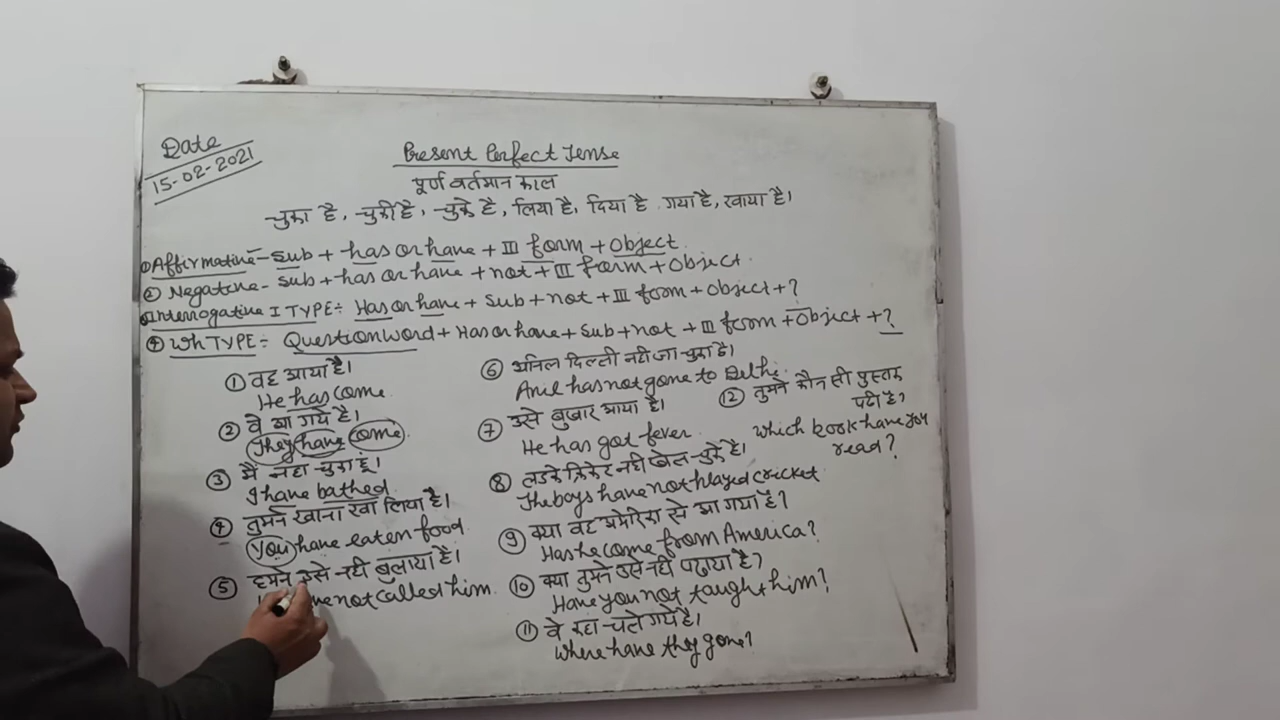 Date
15-02-2021
Present Perfect Tense
पूर्ण वर्तमान काल
चुका है, चुकी है, चुके है, लिया है, दिया है गया है, खाया है।
① Affirmative - Sub + has or have + III form + Object.
② Negative - Sub + has or have + not + III form + Object.
③ Interrogative I TYPE:- Has or have + Sub + not + III form + Object + ?
④ Wh TYPE:- Question word + Has or have + Sub + not + III form + Object + ?
① वह आया है।
He has come.
② वे आ गये है।
They have come.
③ मैं नहा चुका हूं।
I have bathed.
④ तुमने खाना खा लिया है।
You have eaten food.
⑤ हमने उसे नही बुलाया है।
not called him.
⑥ अनिल दिल्ली नही जा चुका है।
Anil has not gone to Delhi.
⑦ उसे बुखार आया है।
He has got fever.
⑧ लडके क्रिकेट नही खेल चुके है।
The boys have not played cricket
⑨ क्या वह अमेरिका से आ गया है?
Has he come from America?
⑩ क्या तुमने उसे नही पढाया है?
Have you not taught him?
⑪ वे कहा चले गये है।
Where have they gone?
⑫ तुमने कौन सी पुस्तक
पढी है?
Which book have you
read?